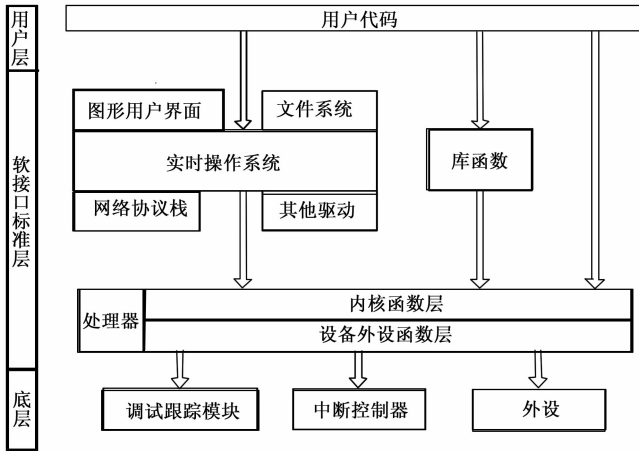 用户层
用户代码
软接口标准层
图形用户界面
文件系统
实时操作系统
库函数
网络协议栈
其他驱动
处理器
内核函数层
设备外设函数层
底层
调试跟踪模块
中断控制器
外设